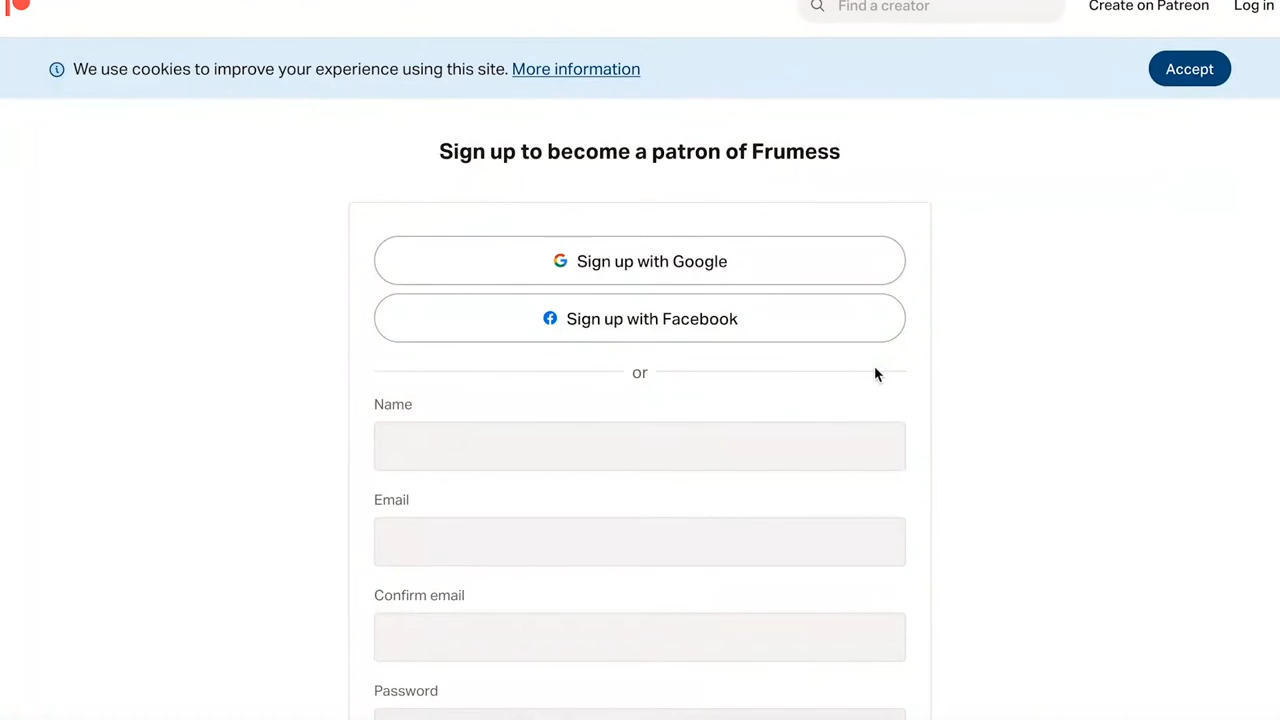 Find a creator
Create on Patreon
Log in
We use cookies to improve your experience using this site. More information
Accept
Sign up to become a patron of Frumess
Sign up with Google
Sign up with Facebook
or
Name
Email
Confirm email
Password